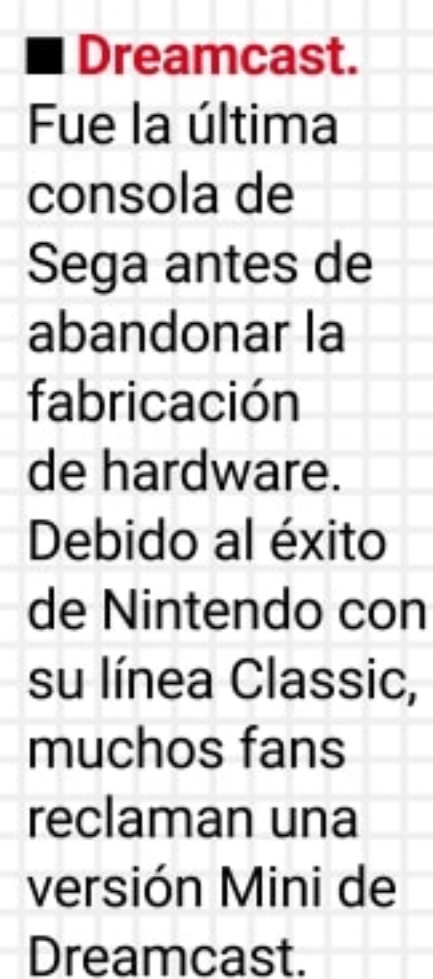 ■ Dreamcast.
Fue la última
consola de
Sega antes de
abandonar la
fabricación
de hardware.
Debido al éxito
de Nintendo con
su línea Classic,
muchos fans
reclaman una
versión Mini de
Dreamcast.